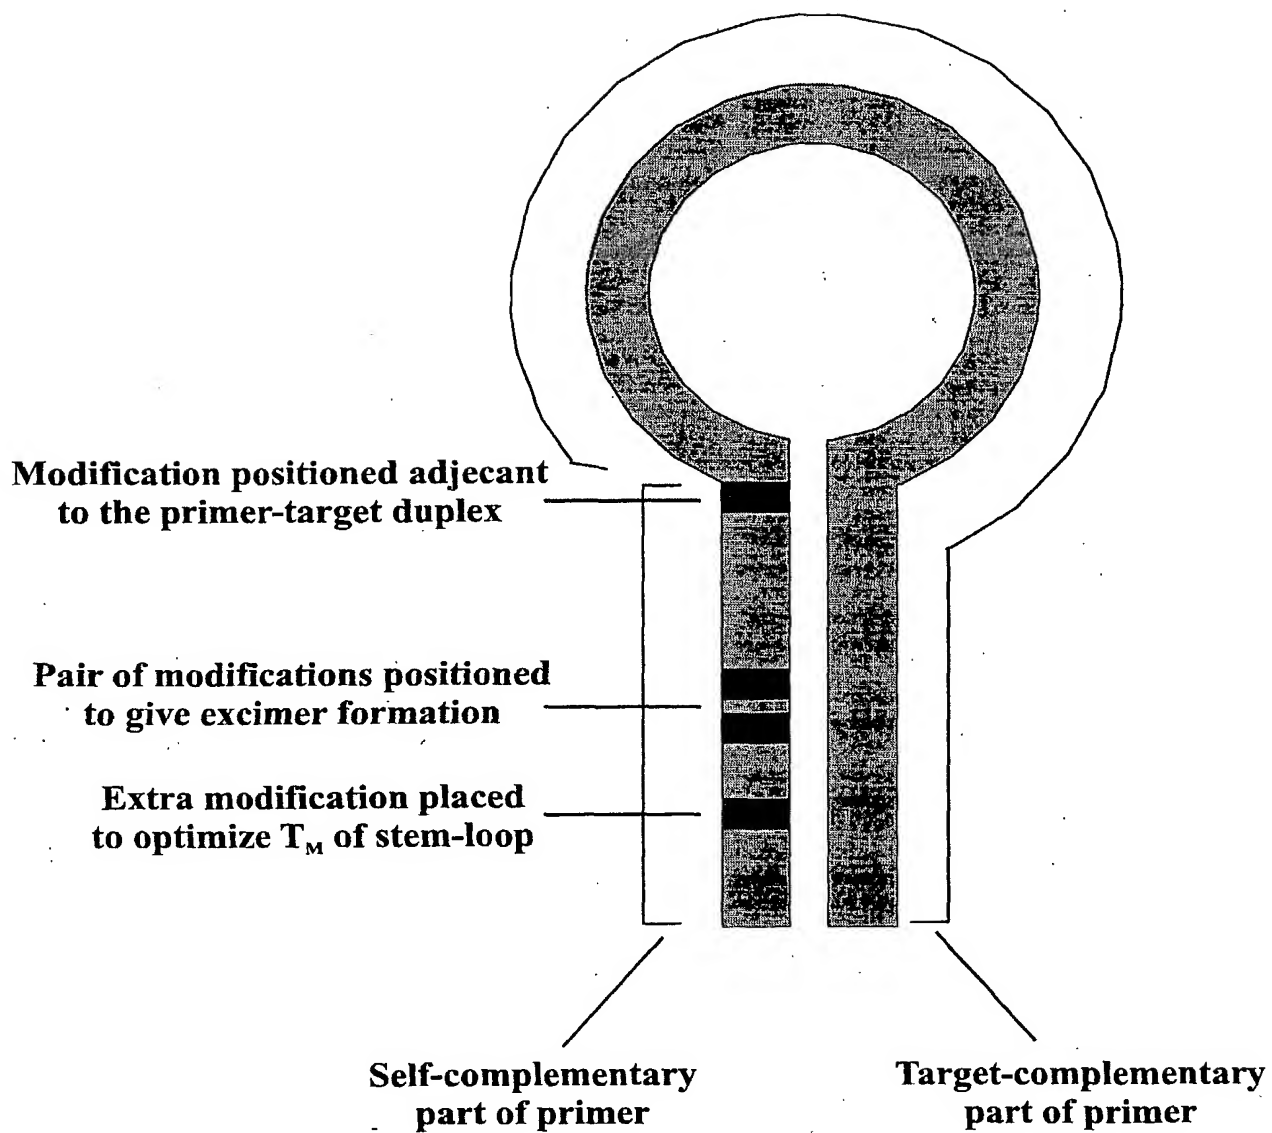 Modification positioned adjecant
to the primer-target duplex
Pair of modifications positioned
to give excimer formation
Extra modification placed
to optimize TM of stem-loop
Self-complementary
part of primer
Target-complementary
part of primer